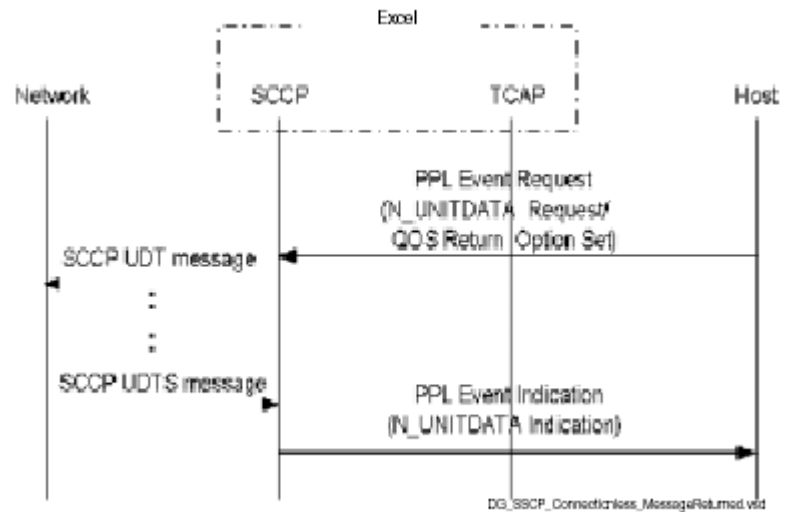 Excel
Network
SCCP
TCAP
Host
PPL Event Request
(N_UNITDATA Request/
QOS Return Option Set)
SCCP UDT message
SCCP UDTS message
PPL Event Indication
(N_UNITDATA Indication)
DG_SSCP_Connectionless_MessageReturned.vsd